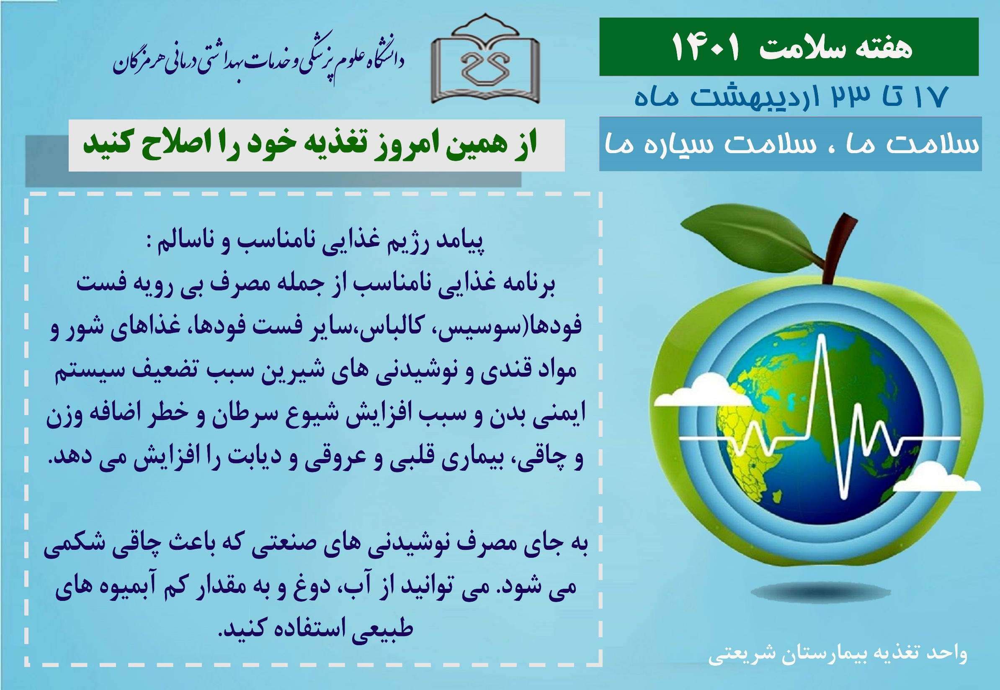 هفته سلامت ۱۴۰۱
۱۷ تا ۲۳ اردیبهشت ماه
سلامت ما ، سلامت سیاره ما
دانشگاه علوم پزشکی و خدمات بهداشتی درمانی هرمزگان
از همین امروز تغذیه خود را اصلاح کنید
پیامد رژیم غذایی نامناسب و ناسالم :
برنامه غذایی نامناسب از جمله مصرف بی رویه فست
فودها(سوسیس، کالباس،سایر فست فودها، غذاهای شور و
مواد قندی و نوشیدنی های شیرین سبب تضعیف سیستم
ایمنی بدن و سبب افزایش شیوع سرطان و خطر اضافه وزن
و چاقی، بیماری قلبی و عروقی و دیابت را افزایش می دهد.
به جای مصرف نوشیدنی های صنعتی که باعث چاقی شکمی
می شود. می توانید از آب، دوغ و به مقدار کم آبمیوه های
طبیعی استفاده کنید.
واحد تغذیه بیمارستان شریعتی